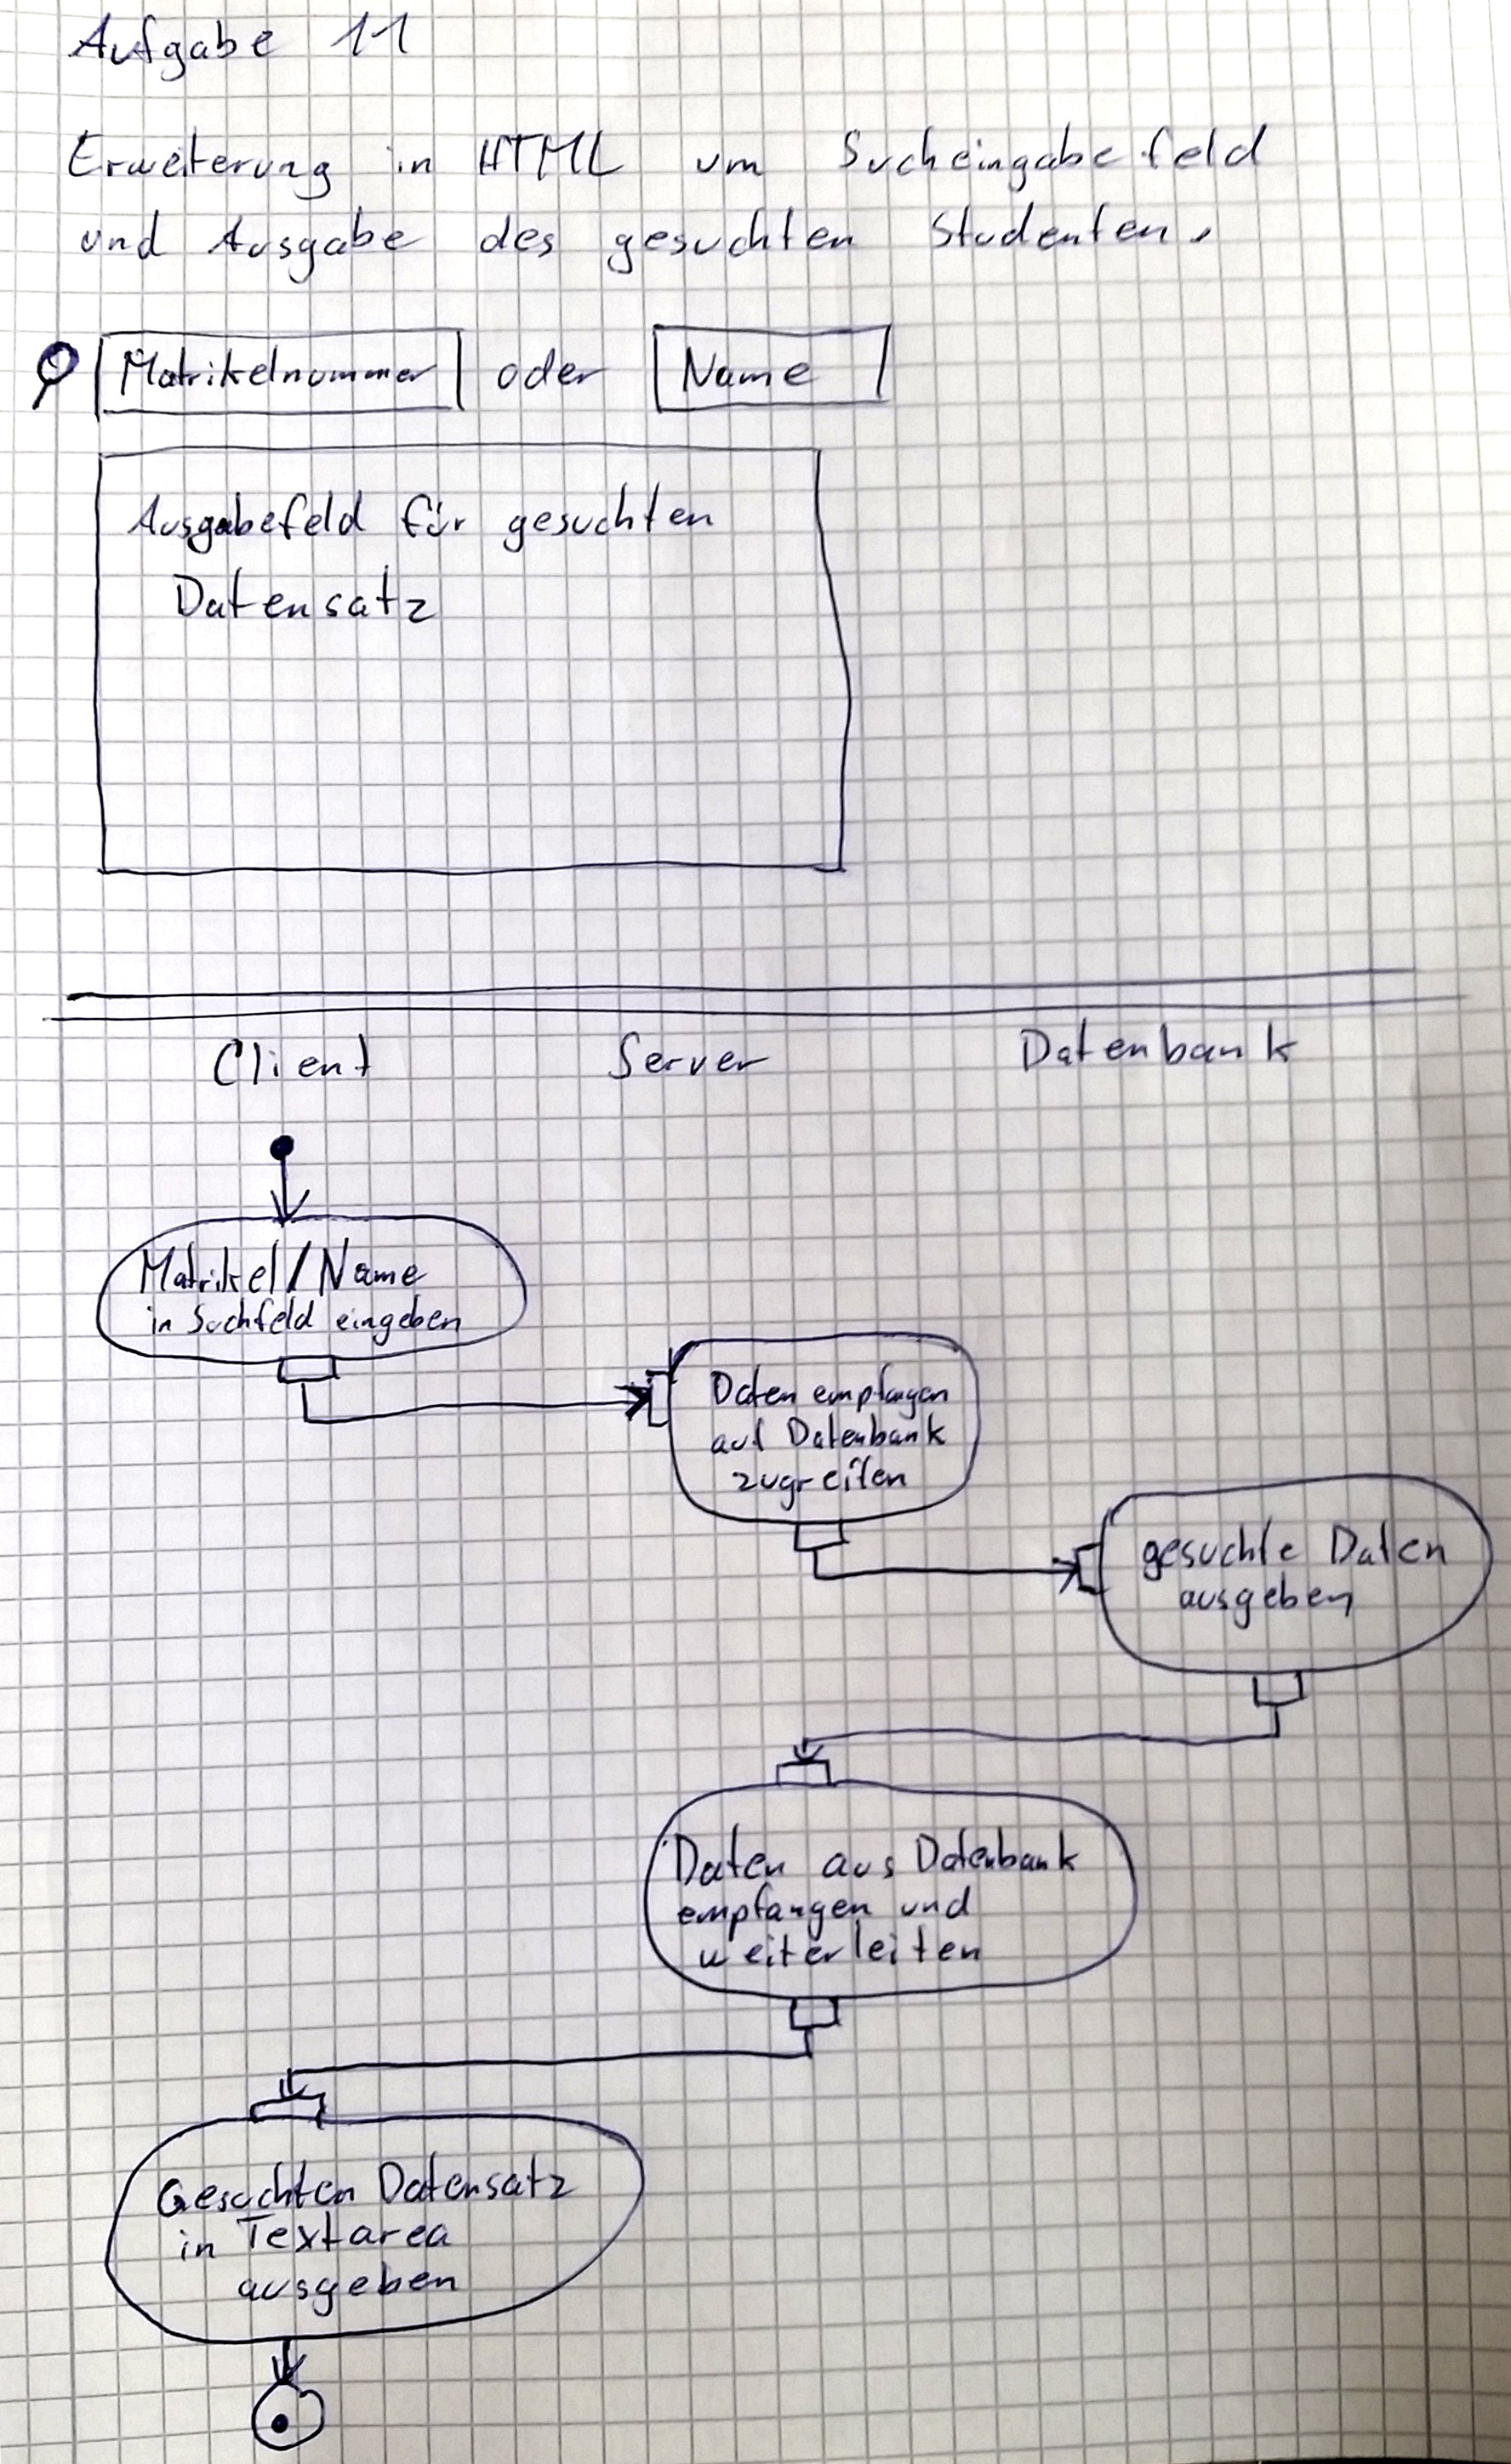 Aufgabe 11
Erweiterung in HTML um Sucheingabefeld
und Ausgabe des gesuchten Studenten.
Matrikelnummer oder Name
Ausgabefeld für gesuchten
Datensatz
Client Server Datenbank
Matrikel/Name
in Suchfeld eingeben
Daten empfangen
auf Datenbank
zugreifen
gesuchte Daten
ausgeben
Daten aus Datenbank
empfangen und
weiterleiten
Gesuchten Datensatz
in Textarea
ausgeben